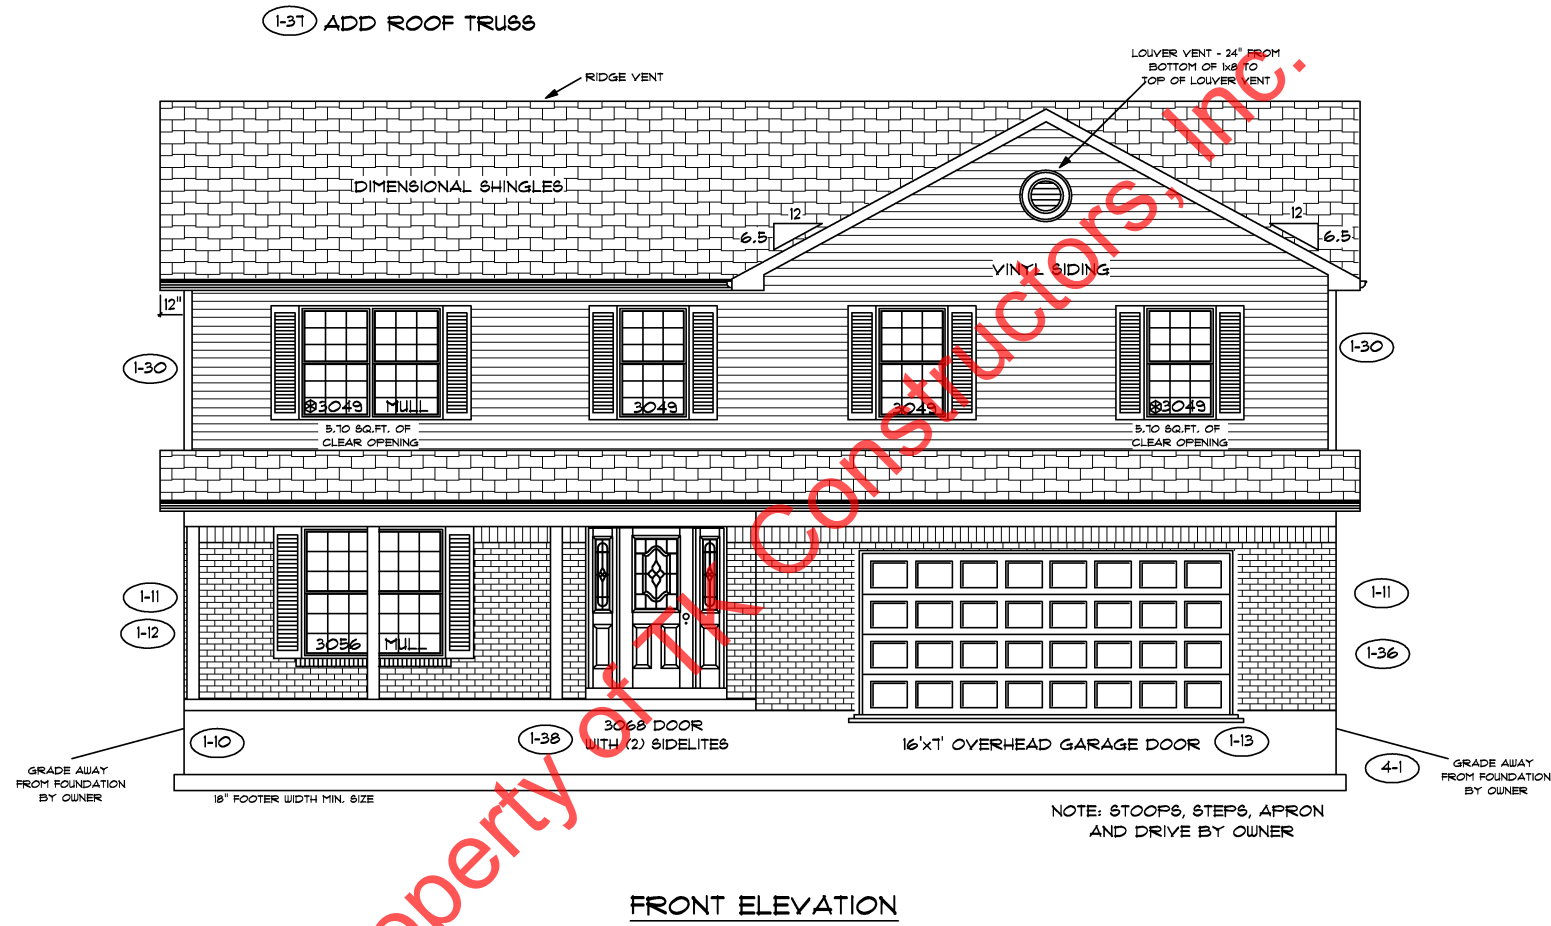 1-37 ADD ROOF TRUSS
RIDGE VENT
LOUVER VENT - 24" FROM
BOTTOM OF 1x8 TO
TOP OF LOUVER VENT
DIMENSIONAL SHINGLES
12
6.5
12
6.5
VINYL SIDING
12"
1-30
1-30
3049 MULL
3049
3049
3049
5.70 SQ.FT. OF
CLEAR OPENING
5.70 SQ.FT. OF
CLEAR OPENING
1-11
1-12
1-11
1-36
3056 MULL
1-10
1-38
3068 DOOR
WITH (2) SIDELITES
16'x7' OVERHEAD GARAGE DOOR
1-13
4-1
GRADE AWAY
FROM FOUNDATION
BY OWNER
GRADE AWAY
FROM FOUNDATION
BY OWNER
18" FOOTER WIDTH MIN. SIZE
NOTE: STOOPS, STEPS, APRON
AND DRIVE BY OWNER
FRONT ELEVATION
operty of TK Constructors, Inc.